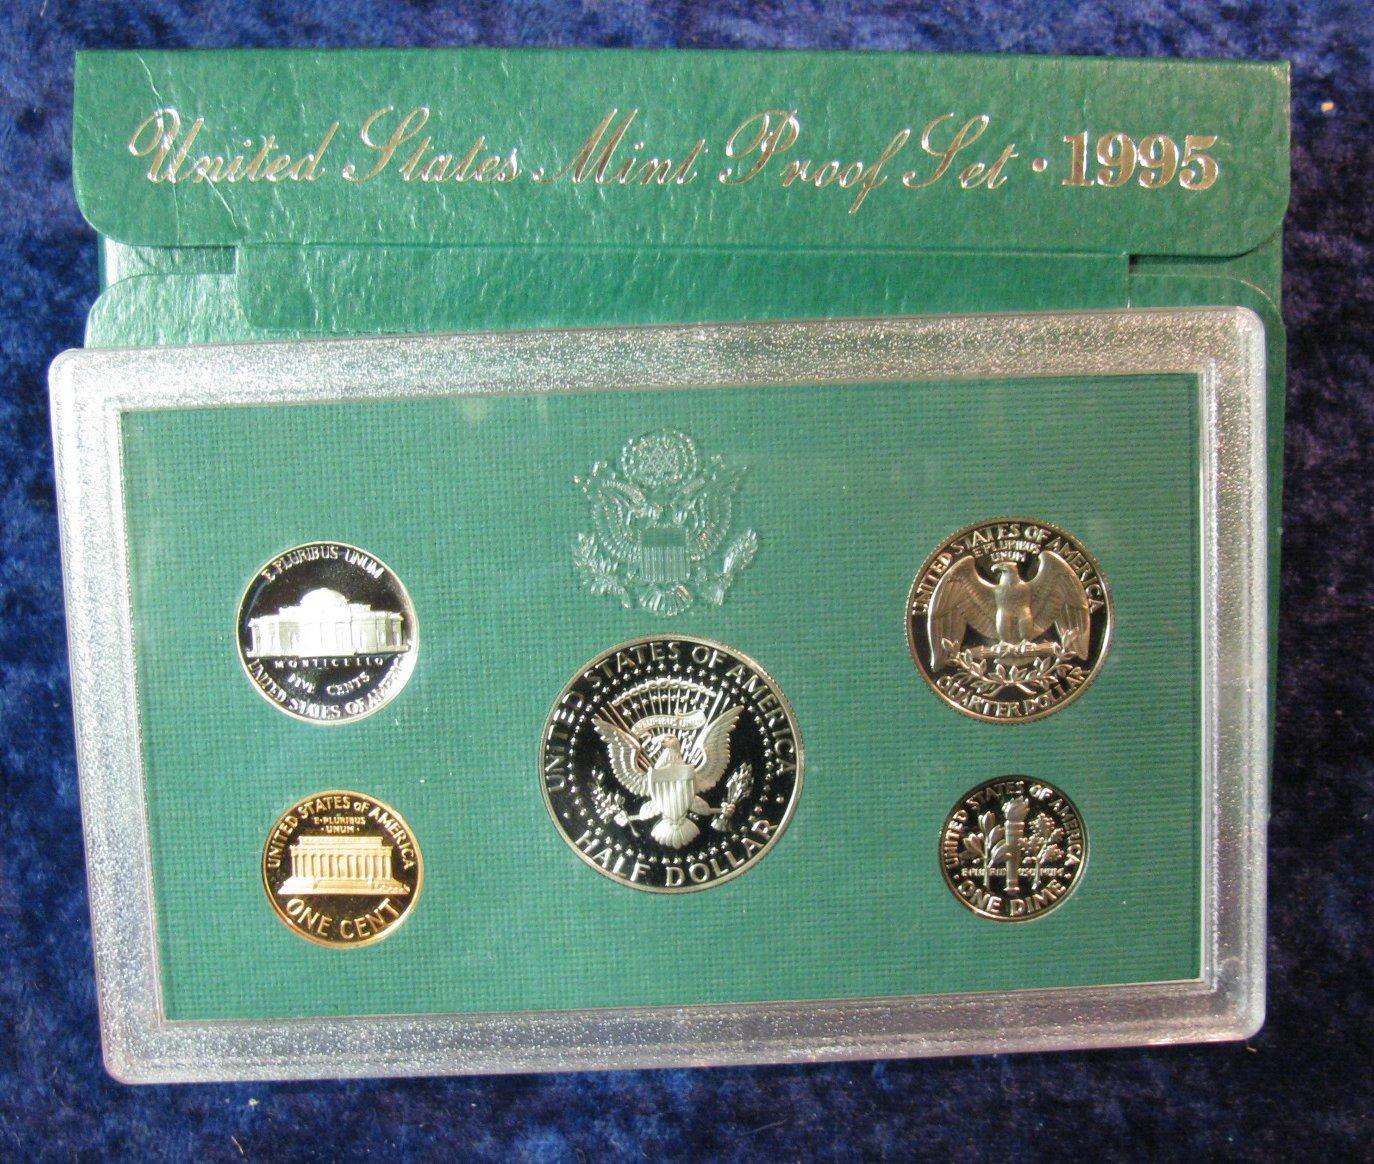 United States Mint Proof Set · 1995
E PLURIBUS UNUM
MONTICELLO
FIVE CENTS
UNITED STATES OF AMERICA
UNITED STATES OF AMERICA
E PLURIBUS
UNUM
QUARTER DOLLAR
UNITED STATES OF AMERICA
E PLURIBUS UNUM
HALF DOLLAR
UNITED STATES OF AMERICA
E·PLURIBUS
·UNUM·
ONE CENT
UNITED STATES OF AMERICA
E PLURIBUS UNUM
ONE DIME